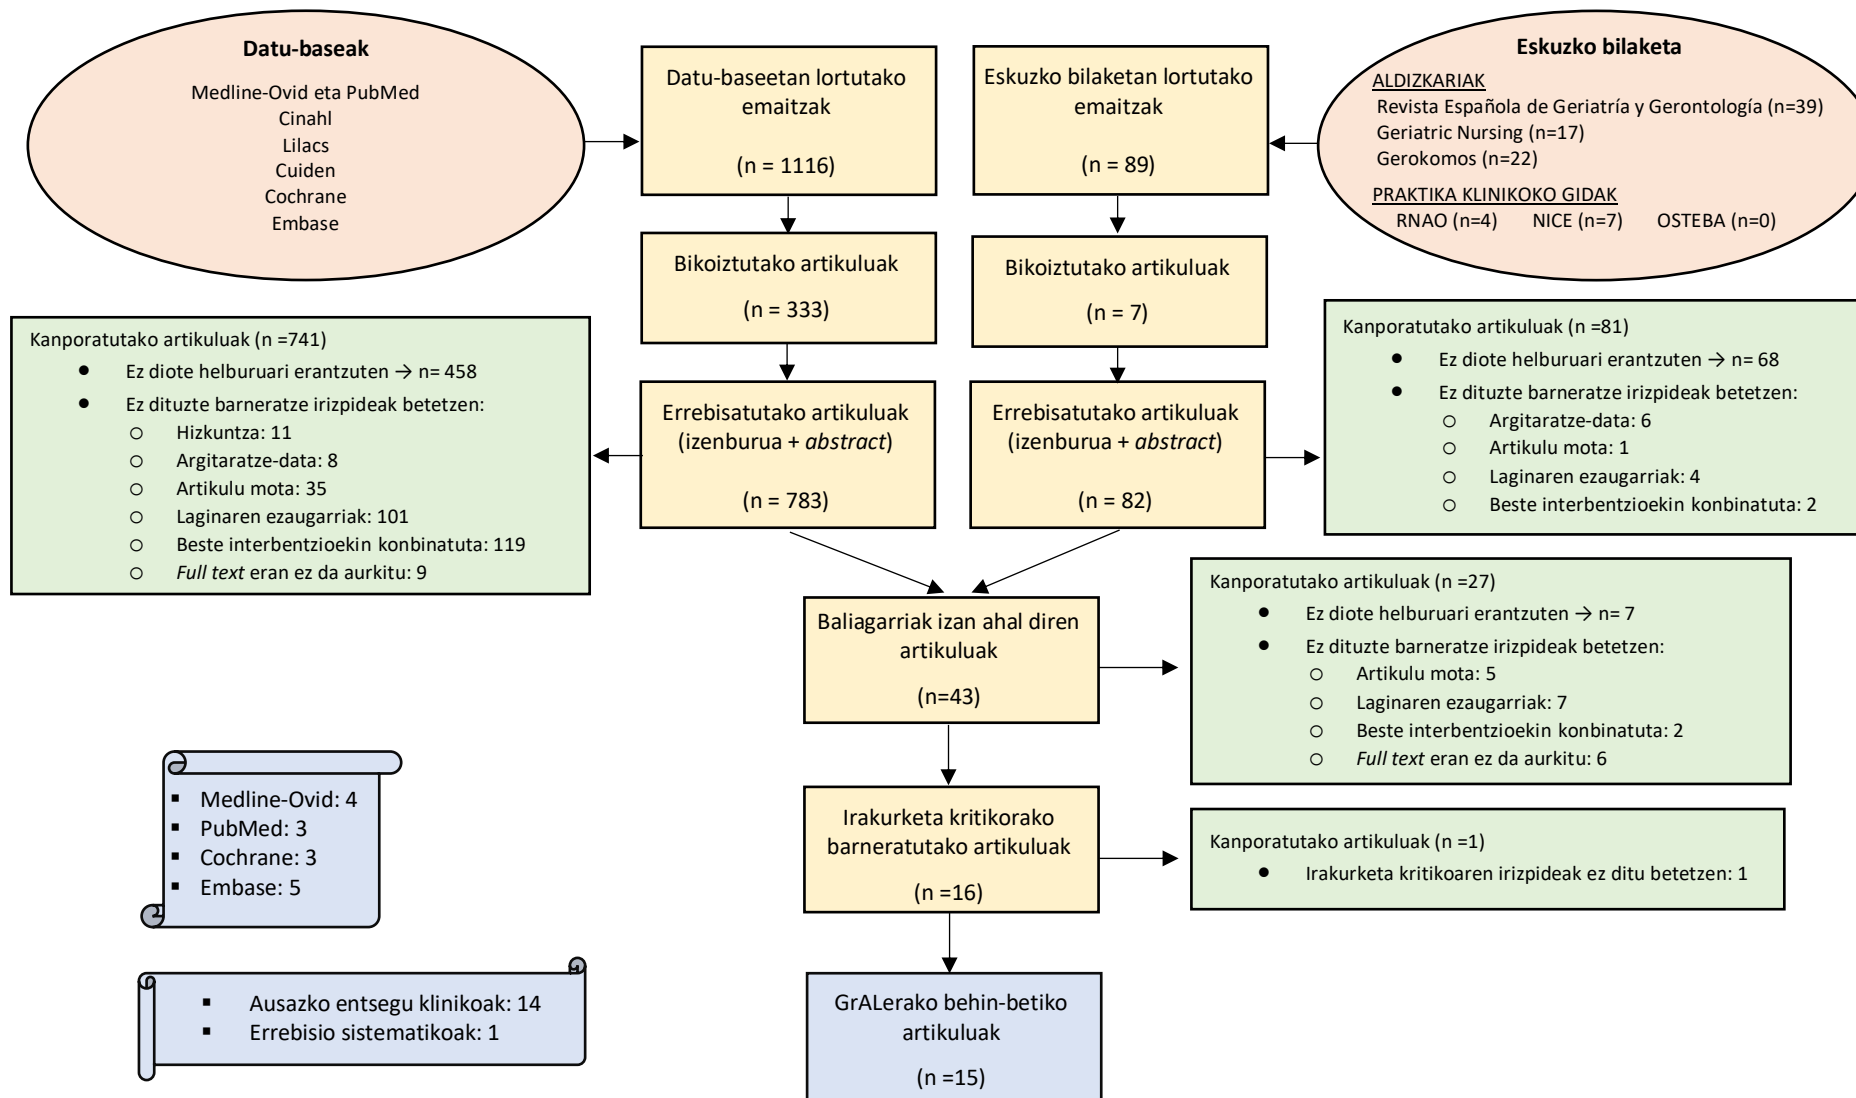 Datu-baseak
Medline-Ovid eta PubMed
Cinahl
Lilacs
Cuiden
Cochrane
Embase
Datu-baseetan lortutako
emaitzak
(n = 1116)
Eskuzko bilaketan lortutako
emaitzak
(n = 89)
Eskuzko bilaketa
ALDIZKARIAK
Revista Española de Geriatría y Gerontología (n=39)
Geriatric Nursing (n=17)
Gerokomos (n=22)
PRAKTIKA KLINIKOKO GIDAK
RNAO (n=4) NICE (n=7) OSTEBA (n=0)
Bikoiztutako artikuluak
(n = 333)
Bikoiztutako artikuluak
(n = 7)
Kanporatutako artikuluak (n =741)
● Ez diote helburuari erantzuten → n= 458
● Ez dituzte barneratze irizpideak betetzen:
o Hizkuntza: 11
o Argitaratze-data: 8
o Artikulu mota: 35
o Laginaren ezaugarriak: 101
o Beste interbentzioekin konbinatuta: 119
o Full text eran ez da aurkitu: 9
Errebisatutako artikuluak
(izenburua + abstract)
(n = 783)
Errebisatutako artikuluak
(izenburua + abstract)
(n = 82)
Kanporatutako artikuluak (n =81)
● Ez diote helburuari erantzuten → n= 68
● Ez dituzte barneratze irizpideak betetzen:
o Argitaratze-data: 6
o Artikulu mota: 1
o Laginaren ezaugarriak: 4
o Beste interbentzioekin konbinatuta: 2
Baliagarriak izan ahal diren
artikuluak
(n=43)
Kanporatutako artikuluak (n =27)
● Ez diote helburuari erantzuten → n= 7
● Ez dituzte barneratze irizpideak betetzen:
o Artikulu mota: 5
o Laginaren ezaugarriak: 7
o Beste interbentzioekin konbinatuta: 2
o Full text eran ez da aurkitu: 6
Irakurketa kritikorako
barneratutako artikuluak
(n =16)
Kanporatutako artikuluak (n =1)
● Irakurketa kritikoaren irizpideak ez ditu betetzen: 1
▪ Medline-Ovid: 4
▪ PubMed: 3
▪ Cochrane: 3
▪ Embase: 5
▪ Ausazko entsegu klinikoak: 14
▪ Errebisio sistematikoak: 1
GrALerako behin-betiko
artikuluak
(n =15)